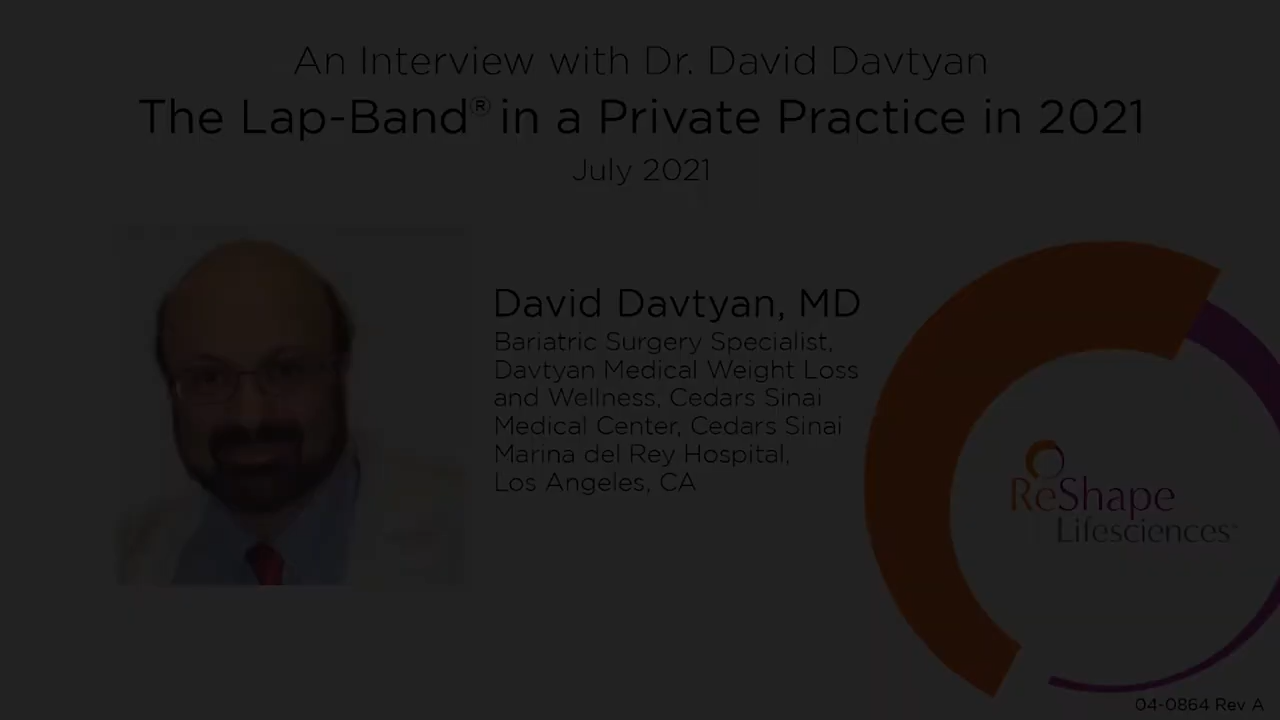 An Interview with Dr. David Davtyan
The Lap-Band® in a Private Practice in 2021
July 2021
David Davtyan, MD
Bariatric Surgery Specialist,
Davtyan Medical Weight Loss
and Wellness, Cedars Sinai
Medical Center, Cedars Sinai
Marina del Rey Hospital,
Los Angeles, CA
ReShape
Lifesciences™
04-0864 Rev A